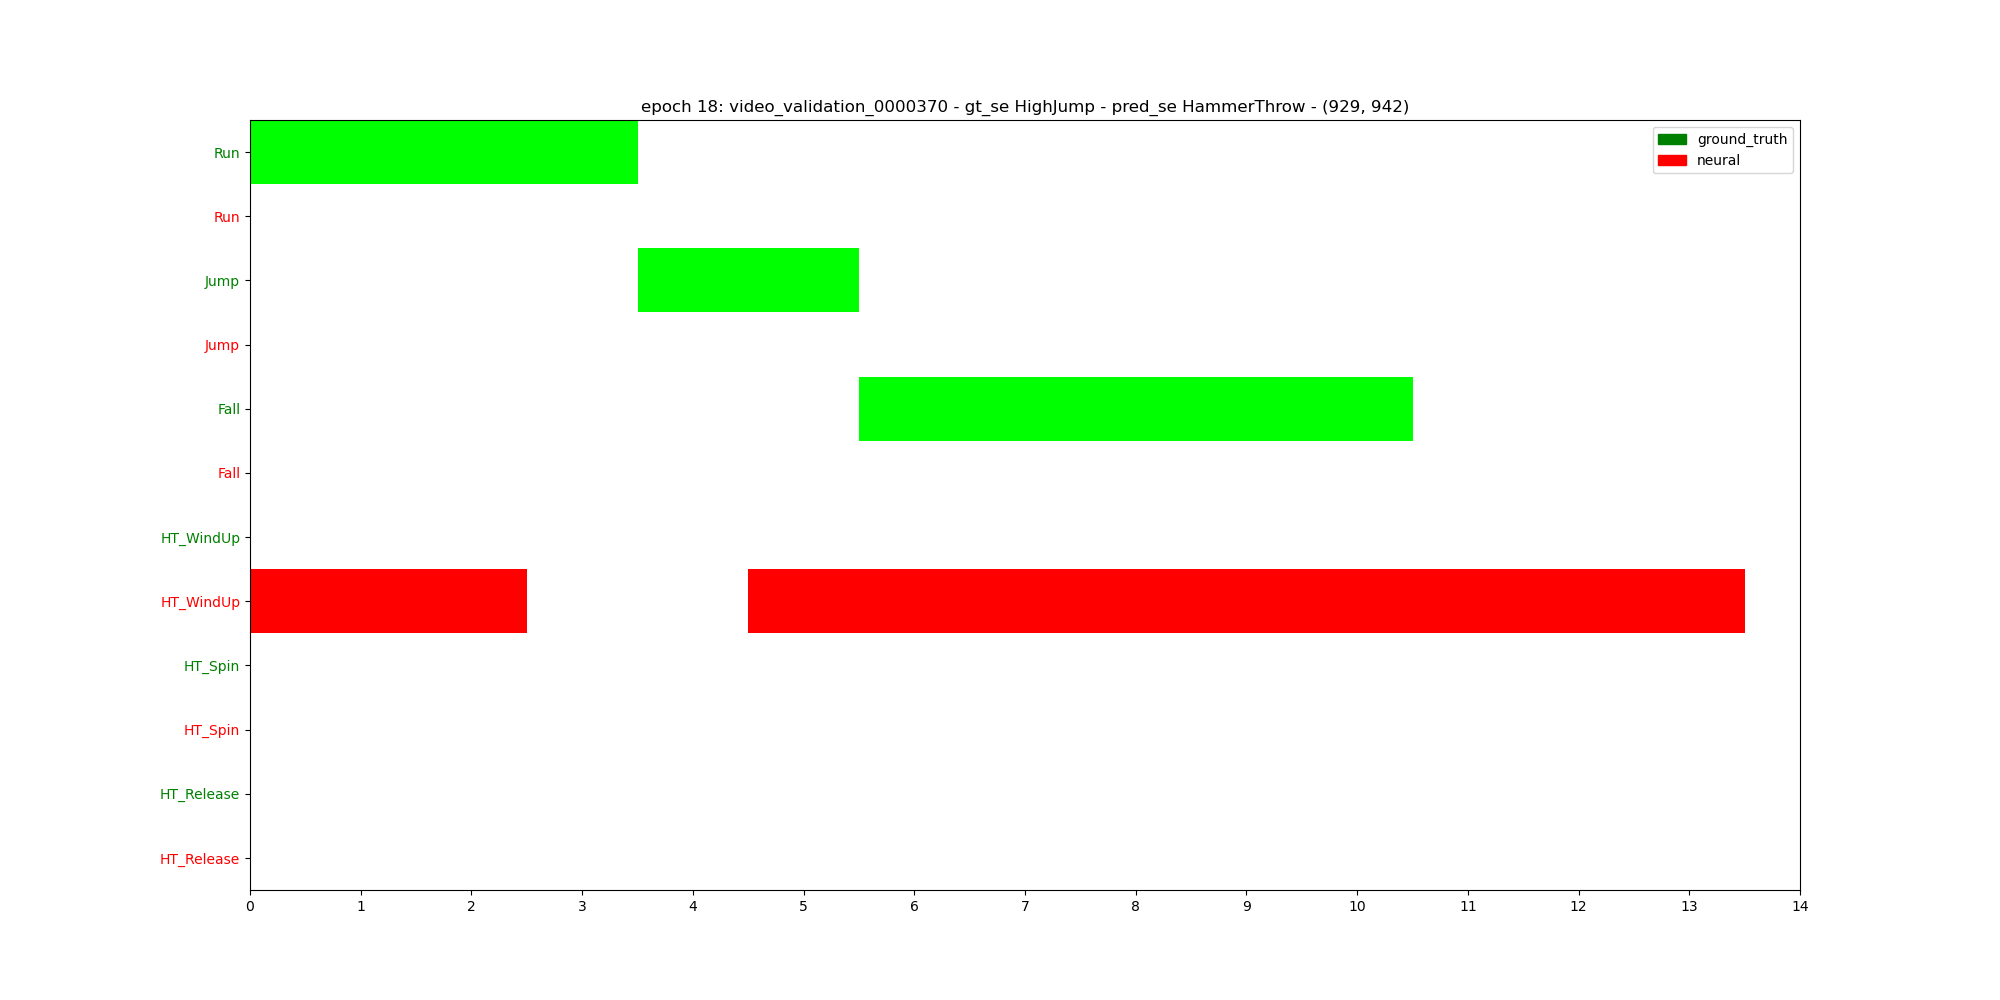 epoch 18: video_validation_0000370 - gt_se HighJump - pred_se HammerThrow - (929, 942)
ground_truth
neural
Run
Run
Jump
Jump
Fall
Fall
HT_WindUp
HT_WindUp
HT_Spin
HT_Spin
HT_Release
HT_Release
0 1 2 3 4 5 6 7 8 9 10 11 12 13 14